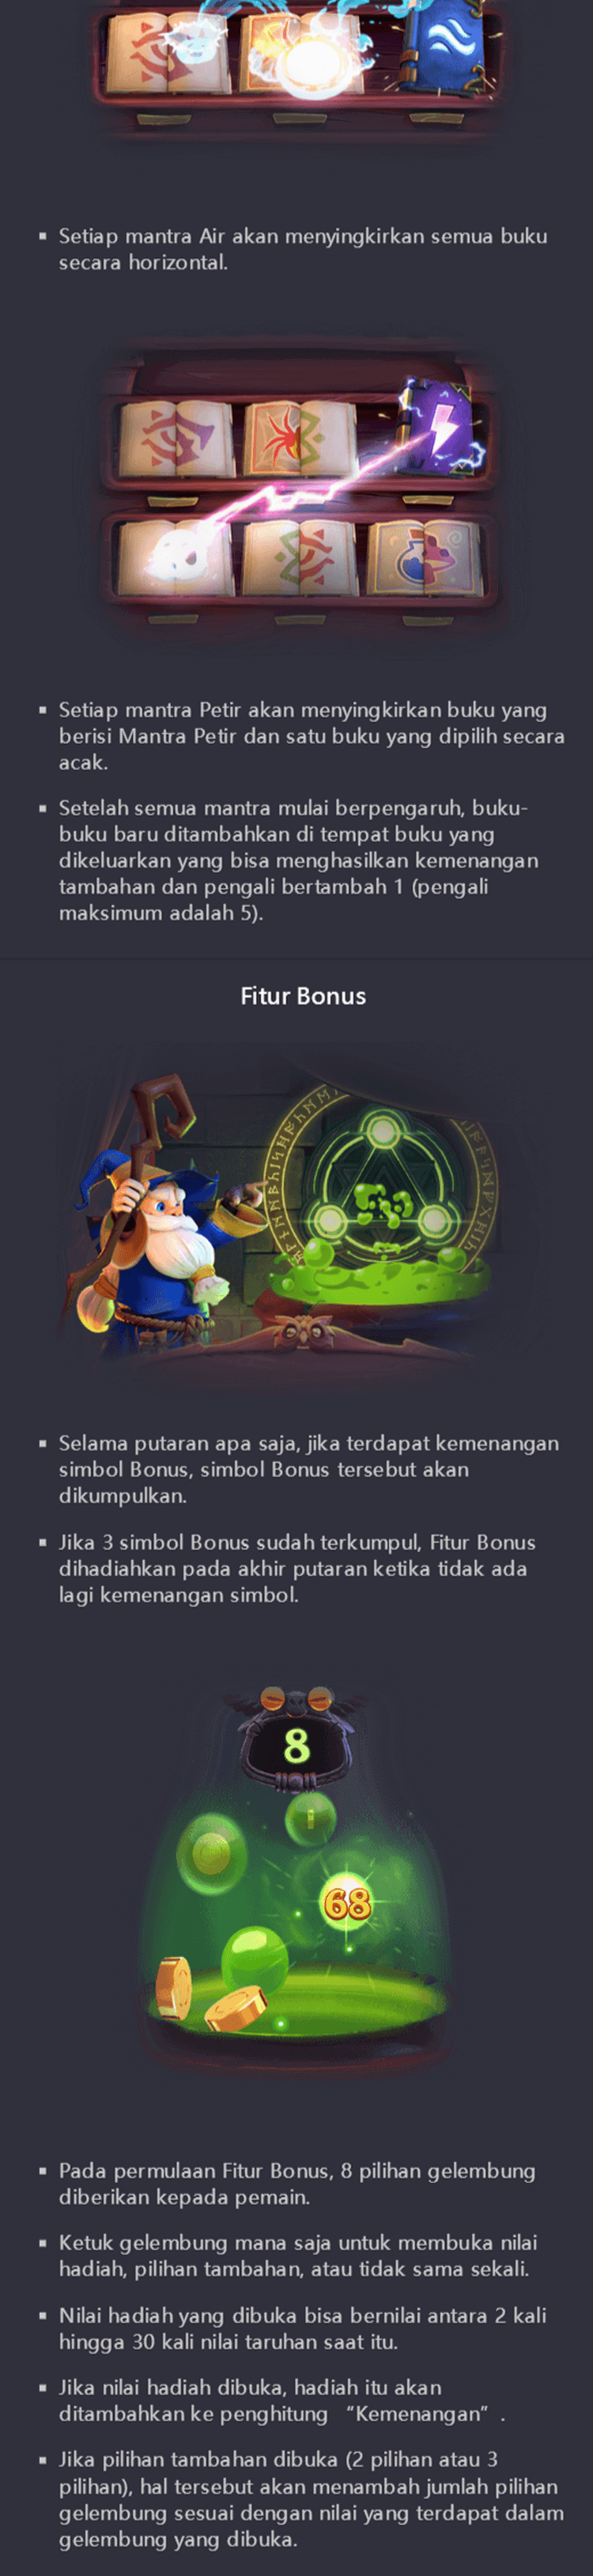 ▪ Setiap mantra Air akan menyingkirkan semua buku
secara horizontal.
▪ Setiap mantra Petir akan menyingkirkan buku yang
berisi Mantra Petir dan satu buku yang dipilih secara
acak.
▪ Setelah semua mantra mulai berpengaruh, buku-
buku baru ditambahkan di tempat buku yang
dikeluarkan yang bisa menghasilkan kemenangan
tambahan dan pengali bertambah 1 (pengali
maksimum adalah 5).
Fitur Bonus
▪ Selama putaran apa saja, jika terdapat kemenangan
simbol Bonus, simbol Bonus tersebut akan
dikumpulkan.
▪ Jika 3 simbol Bonus sudah terkumpul, Fitur Bonus
dihadiahkan pada akhir putaran ketika tidak ada
lagi kemenangan simbol.
8
68
▪ Pada permulaan Fitur Bonus, 8 pilihan gelembung
diberikan kepada pemain.
▪ Ketuk gelembung mana saja untuk membuka nilai
hadiah, pilihan tambahan, atau tidak sama sekali.
▪ Nilai hadiah yang dibuka bisa bernilai antara 2 kali
hingga 30 kali nilai taruhan saat itu.
▪ Jika nilai hadiah dibuka, hadiah itu akan
ditambahkan ke penghitung “Kemenangan” .
▪ Jika pilihan tambahan dibuka (2 pilihan atau 3
pilihan), hal tersebut akan menambah jumlah pilihan
gelembung sesuai dengan nilai yang terdapat dalam
gelembung yang dibuka.